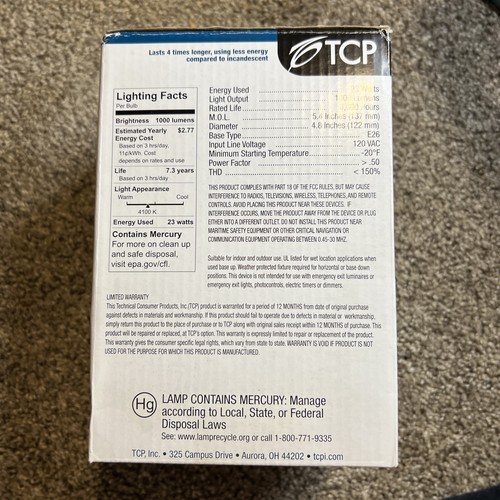 Lasts 4 times longer, using less energy
compared to incandescent
TCP
Lighting Facts
Per Bulb
Brightness 1000 lumens
Estimated Yearly $2.77
Energy Cost
Based on 3 hrs/day,
11¢/kWh. Cost
depends on rates and use
Life 7.3 years
Based on 3 hrs/day
Light Appearance
Warm Cool
4100 K
Energy Used 23 watts
Contains Mercury
For more on clean up
and safe disposal,
visit epa.gov/cfl.
Energy Used
Light Output
Rated Life
M.O.L. 5.4 Inches (137 mm)
Diameter 4.8 Inches (122 mm)
Base Type E26
Input Line Voltage 120 VAC
Minimum Starting Temperature -20°F
Power Factor > .50
THD < 150%
THIS PRODUCT COMPLIES WITH PART 18 OF THE FCC RULES, BUT MAY CAUSE
INTERFERENCE TO RADIOS, TELEVISIONS, WIRELESS, TELEPHONES, AND REMOTE
CONTROLS. AVOID PLACING THIS PRODUCT NEAR THESE DEVICES. IF
INTERFERENCE OCCURS, MOVE THE PRODUCT AWAY FROM THE DEVICE OR PLUG
EITHER INTO A DIFFERENT OUTLET. DO NOT INSTALL THIS PRODUCT NEAR
MARITIME SAFETY EQUIPMENT OR OTHER CRITICAL NAVIGATION OR
COMMUNICATION EQUIPMENT OPERATING BETWEEN 0.45-30 MHZ.
Suitable for indoor and outdoor use. UL listed for wet location applications when
used base up. Weather protected fixture required for horizontal or base down
positions. This device is not intended for use with emergency exit luminaires or
emergency exit lights, photocontrols, electric timers or dimmers.
LIMITED WARRANTY
This Technical Consumer Products, Inc.(TCP) product is warranted for a period of 12 MONTHS from date of original purchase
against defects in materials and workmanship. If this product should fail to operate due to defects in material or workmanship,
simply return this product to the place of purchase or to TCP along with original sales receipt within 12 MONTHS of purchase. This
product will be repaired or replaced, at TCP's option. This warranty is expressly limited to repair or replacement of the product.
This warranty gives the consumer specific legal rights, which vary from state to state. WARRANTY IS VOID IF PRODUCT IS NOT
USED FOR THE PURPOSE FOR WHICH THIS PRODUCT IS MANUFACTURED.
Hg
LAMP CONTAINS MERCURY: Manage
according to Local, State, or Federal
Disposal Laws
See: www.lamprecycle.org or call 1-800-771-9335
TCP, Inc. • 325 Campus Drive • Aurora, OH 44202 • tcpi.com